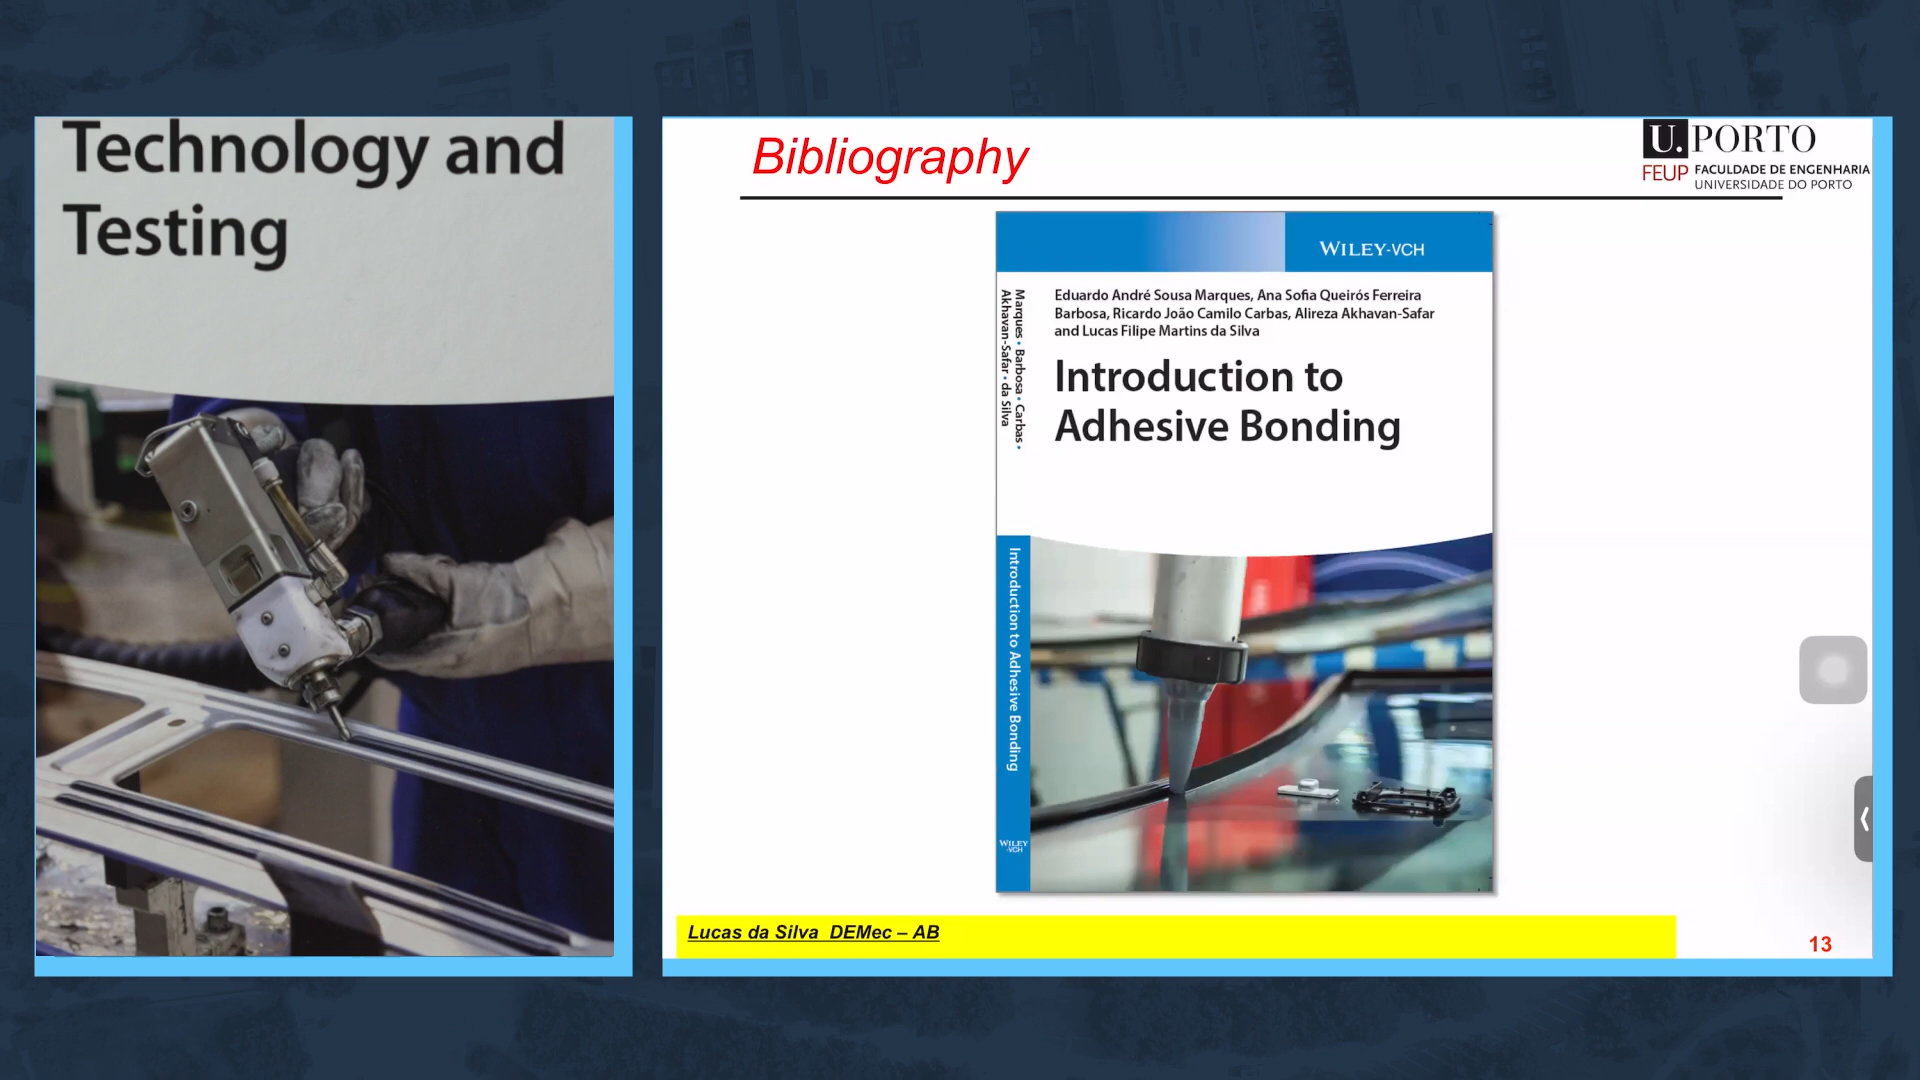 Technology and
Testing
Bibliography
U. PORTO
FEUP FACULDADE DE ENGENHARIA
UNIVERSIDADE DO PORTO
WILEY-VCH
Eduardo André Sousa Marques, Ana Sofia Queirós Ferreira
Barbosa, Ricardo João Camilo Carbas, Alireza Akhavan-Safar
and Lucas Filipe Martins da Silva
Introduction to
Adhesive Bonding
Marques • Barbosa • Carbas •
Akhavan-Safar • da Silva
Introduction to Adhesive Bonding
WILEY
-VCH
Lucas da Silva DEMec – AB
13